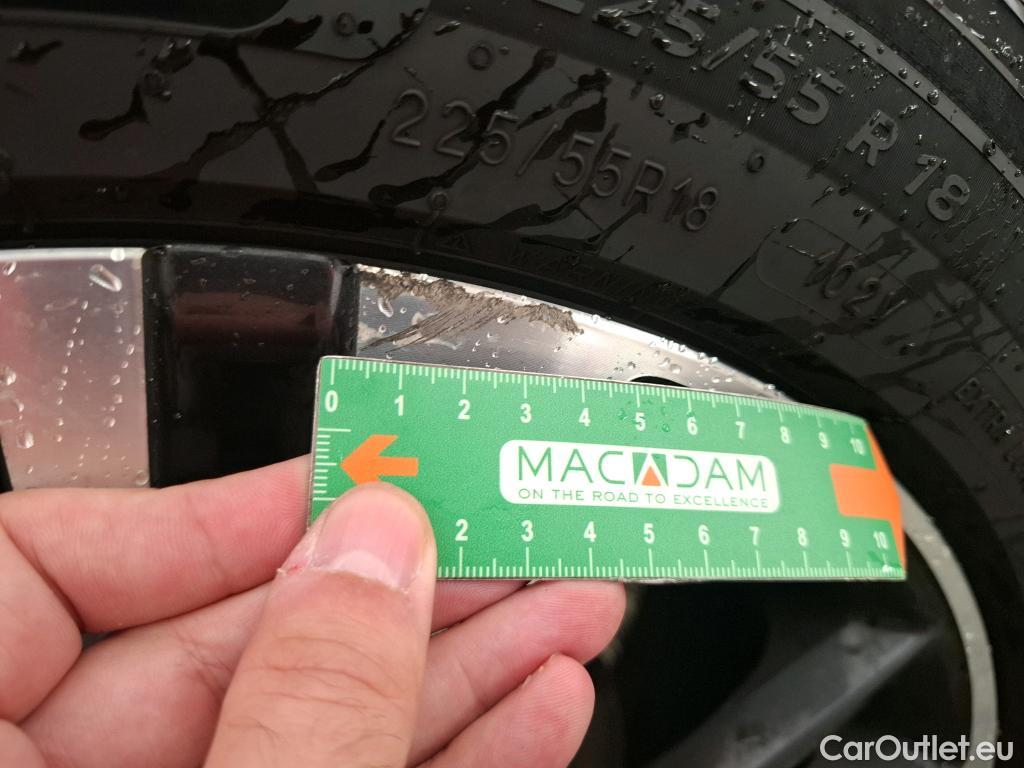 225/55 R 18
225/55R18
102V
0 1 2 3 4 5 6 7 8 9 10
MACADAM
ON THE ROAD TO EXCELLENCE
2 3 4 5 6 7 8 9 10
CarOutlet.eu